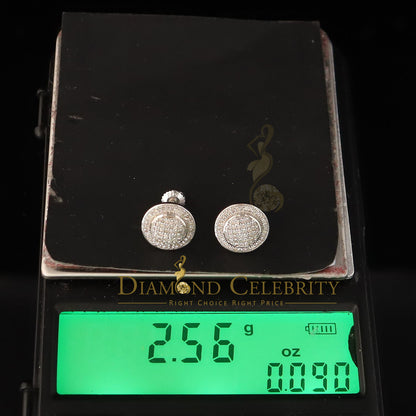 DIAMOND CELEBRITY
RIGHT CHOICE RIGHT PRICE
2.56 g
oz
0.090